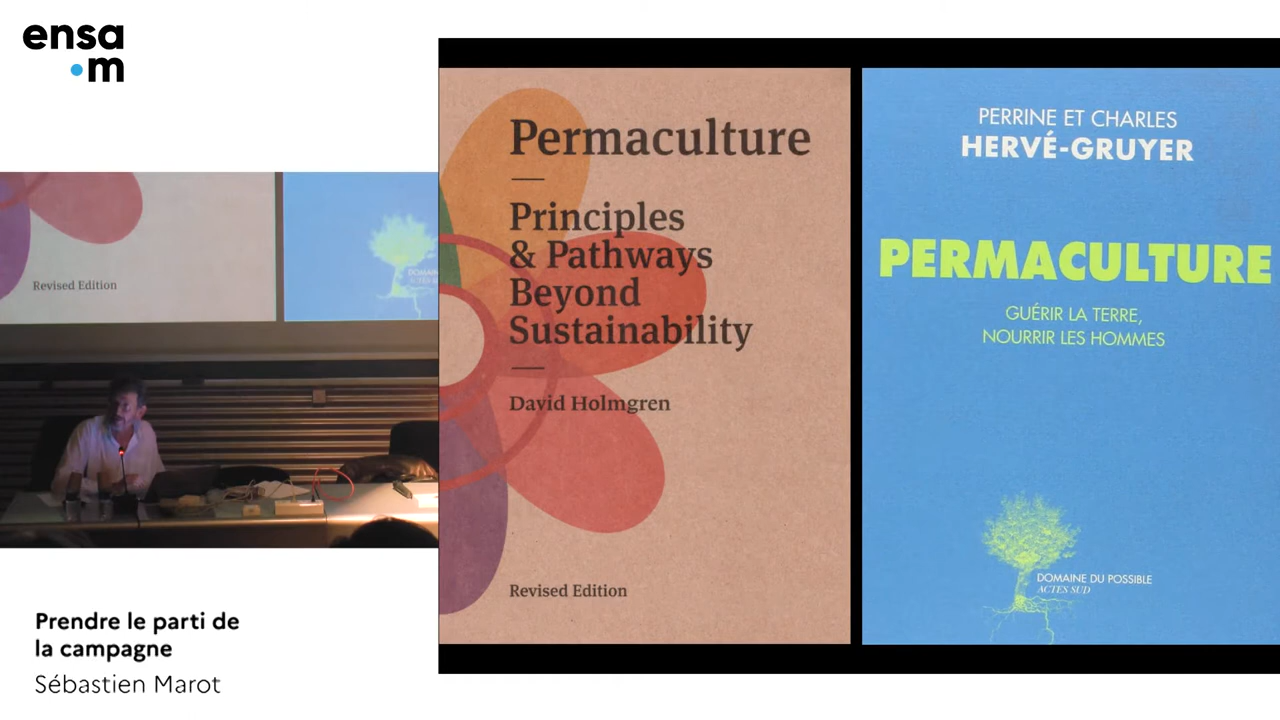 ensa
m
Revised Edition
Prendre le parti de
la campagne
Sébastien Marot
Permaculture
Principles
& Pathways
Beyond
Sustainability
David Holmgren
Revised Edition
PERRINE ET CHARLES
HERVÉ-GRUYER
PERMACULTURE
GUÉRIR LA TERRE,
NOURRIR LES HOMMES
DOMAINE DU POSSIBLE
ACTES SUD